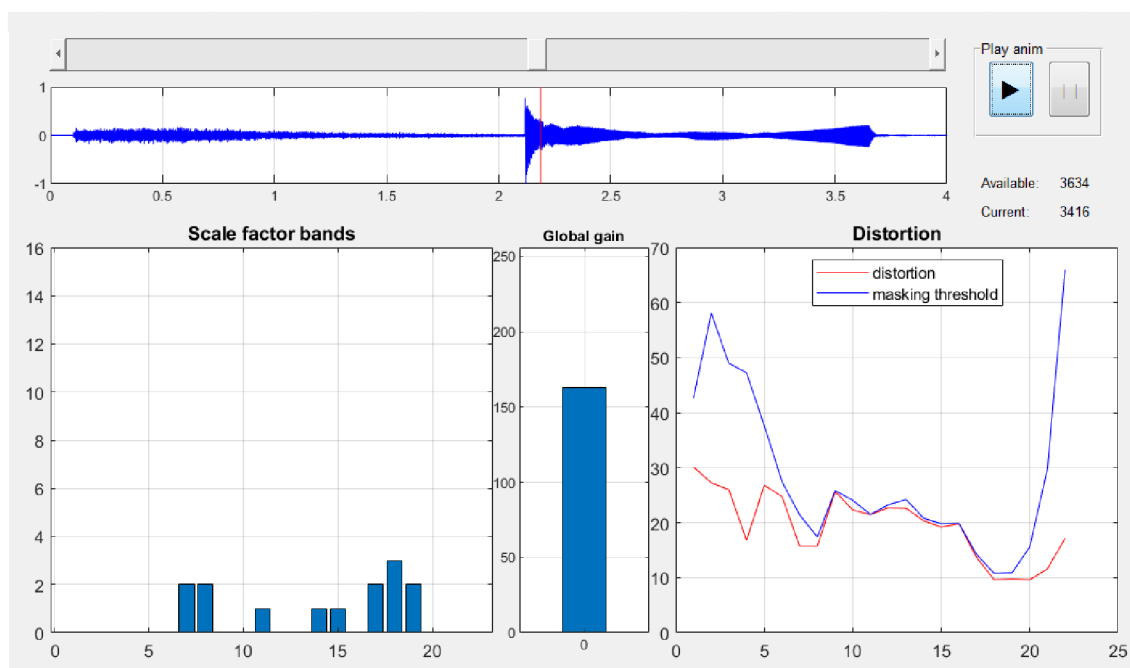 Play anim
1
0
-1
0 0.5 1 1.5 2 2.5 3 3.5 4
Available: 3634
Current: 3416
Scale factor bands
16
14
12
10
8
6
4
2
0
0 5 10 15 20
Global gain
250
200
150
100
50
0
0
Distortion
distortion
masking threshold
70
60
50
40
30
20
10
0
0 5 10 15 20 25